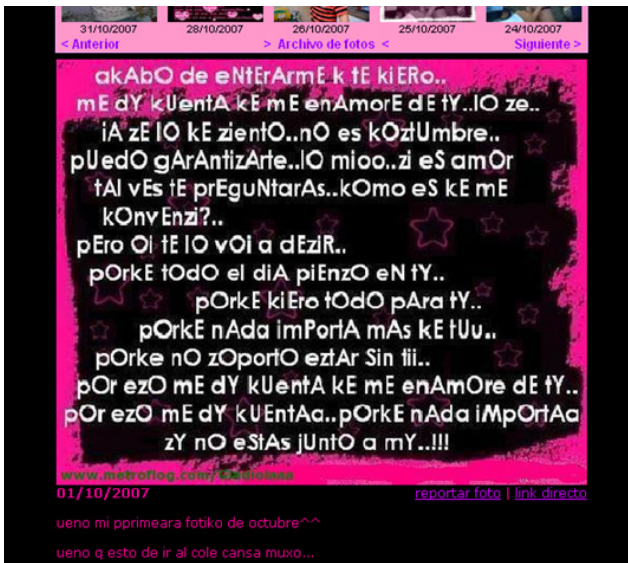 31/10/2007 28/10/2007 26/10/2007 25/10/2007 24/10/2007
< Anterior > Archivo de fotos < Siguiente >
akAbO de eNtErArmE k tE kiERo..
mE dY kUentA kE mE enAmorE dE tY..lO ze..
iA zE lO kE zientO..nO es kOztUmbre..
pUedO gArAntizArte..lO mioo..zi eS amOr
tAl vEs tE prEguNtarAs..kOmo eS kE mE
kOnvEnzi?..
pEro Oi tE lO vOi a dEziR..
pOrkE tOdO el diA piEnzO eN tY..
pOrkE kiEro tOdO pAra tY..
pOrkE nAda imPortA mAs kE tUu..
pOrke nO zOportO eztAr Sin tii..
pOr ezO mE dY kUentA kE mE enAmOre dE tY..
pOr ezO mE dY kUEntAa..pOrkE nAda iMpOrtAa
zY nO eStAs jUntO a mY..!!!
www.metroflog.com/
01/10/2007 reportar foto | link directo
ueno mi pprimeara fotiko de octubre^^
ueno q esto de ir al cole cansa muxo...